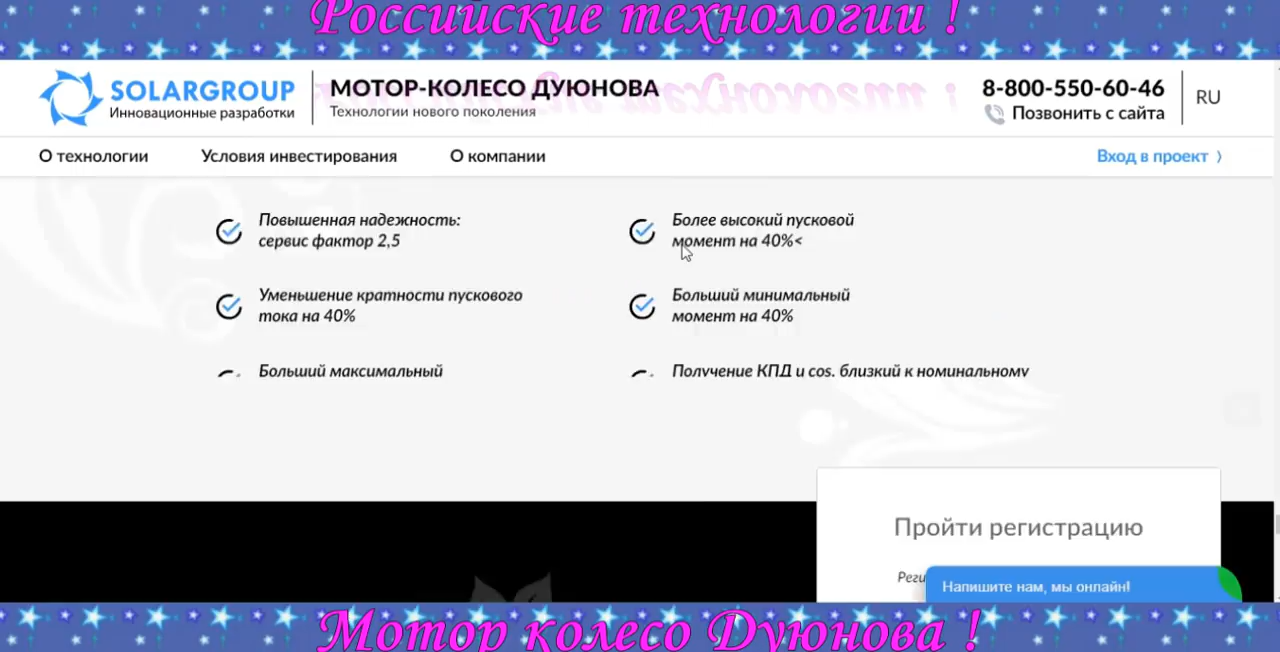 Российские технологии !
SOLARGROUP
Инновационные разработки
МОТОР-КОЛЕСО ДУЮНОВА
Технологии нового поколения
8-800-550-60-46
Позвонить с сайта
RU
О технологии
Условия инвестирования
О компании
Вход в проект
Повышенная надежность:
сервис фактор 2,5
Более высокий пусковой
момент на 40%<
Уменьшение кратности пускового
тока на 40%
Больший минимальный
момент на 40%
Больший максимальный
Получение КПД и cos. близкий к номинальному
Пройти регистрацию
Напишите нам, мы онлайн!
Мотор колесо Дуюнова !